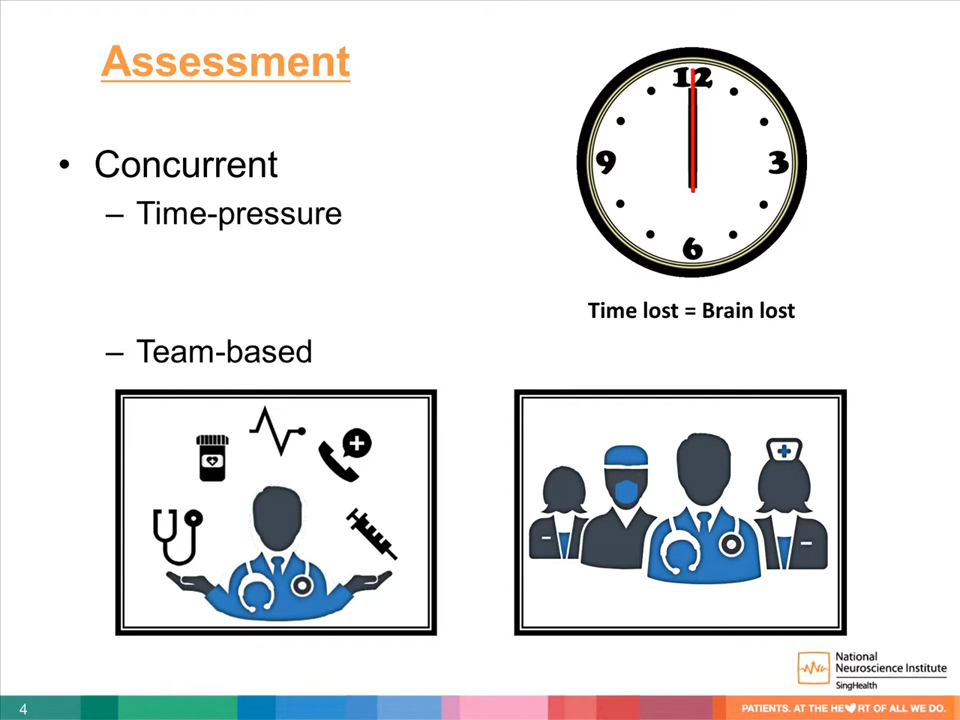 Assessment
• Concurrent
– Time-pressure
12
9
3
6
Time lost = Brain lost
– Team-based
National
Neuroscience Institute
SingHealth
4
PATIENTS. AT THE HE♥RT OF ALL WE DO.